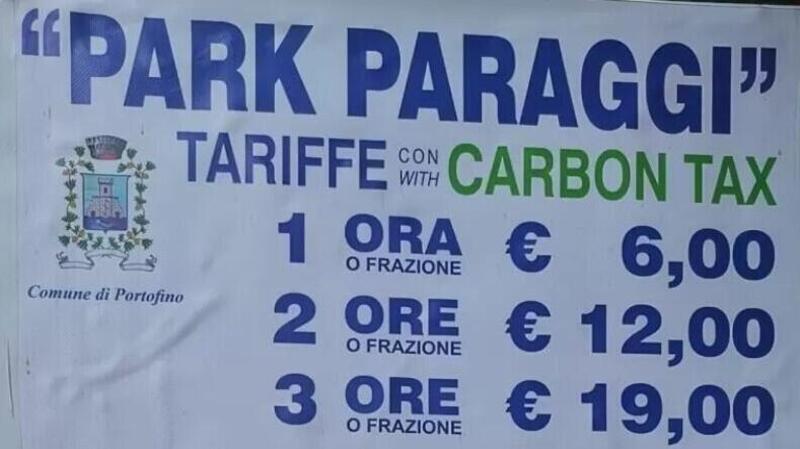 “PARK PARAGGI”
TARIFFE CON WITH CARBON TAX
Comune di Portofino
1 ORA O FRAZIONE € 6,00
2 ORE O FRAZIONE € 12,00
3 ORE O FRAZIONE € 19,00